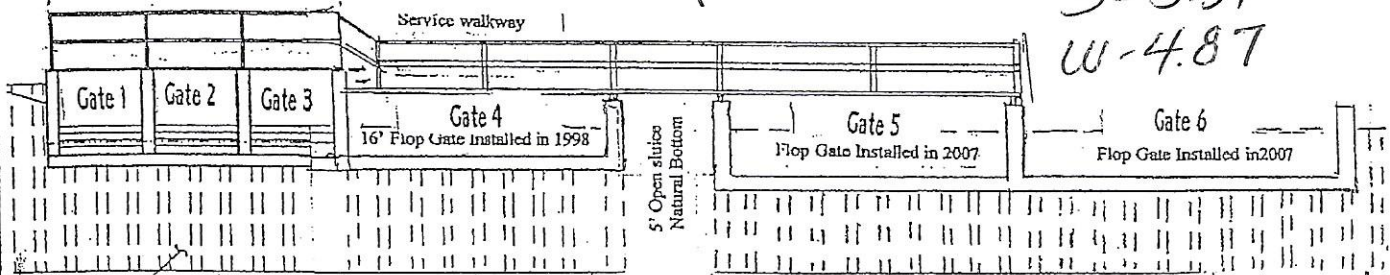 Service walkway
W-4.87
Gate 1
Gate 2
Gate 3
Gate 4
16' Flop Gate Installed in 1998
5' Open sluice
Natural Bottom
Gate 5
Flop Gate Installed in 2007
Gate 6
Flop Gate Installed in2007